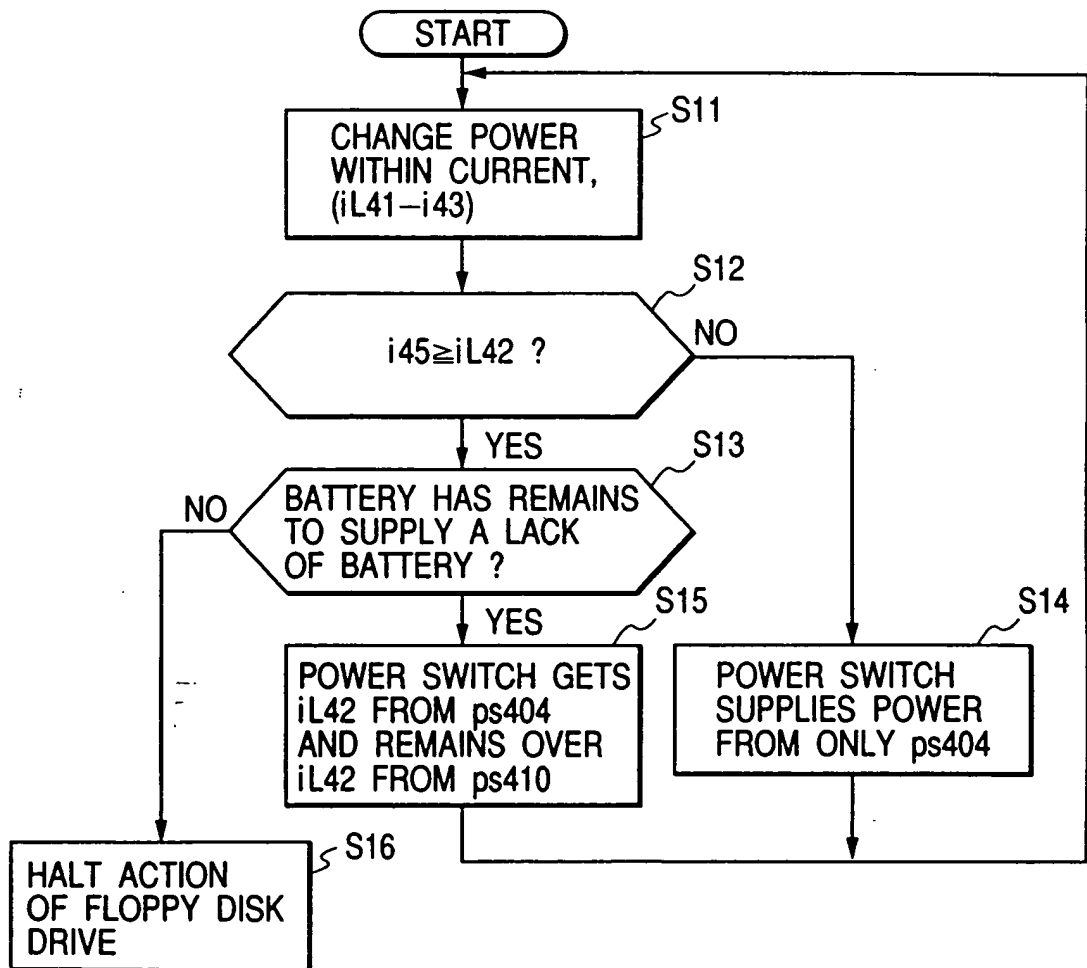 START
S11
CHANGE POWER
WITHIN CURRENT,
(iL41-i43)
S12
i45≧iL42 ?
NO
YES
S13
NO
BATTERY HAS REMAINS
TO SUPPLY A LACK
OF BATTERY ?
YES
S15
POWER SWITCH GETS
iL42 FROM ps404
AND REMAINS OVER
iL42 FROM ps410
S14
POWER SWITCH
SUPPLIES POWER
FROM ONLY ps404
S16
HALT ACTION
OF FLOPPY DISK
DRIVE